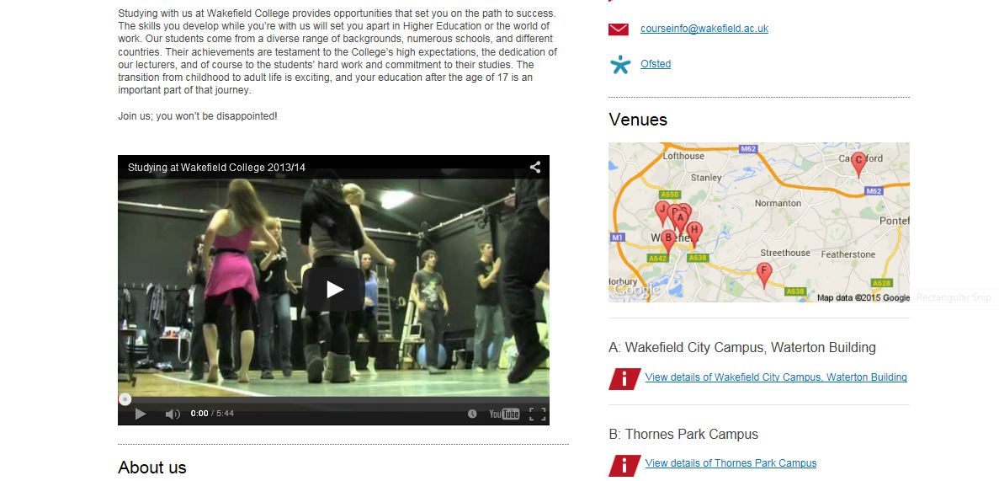 Studying with us at Wakefield College provides opportunities that set you on the path to success.
The skills you develop while you're with us will set you apart in Higher Education or the world of
work. Our students come from a diverse range of backgrounds, numerous schools, and different
countries. Their achievements are testament to the College's high expectations, the dedication of
our lecturers, and of course to the students' hard work and commitment to their studies. The
transition from childhood to adult life is exciting, and your education after the age of 17 is an
important part of that journey.
Join us; you won't be disappointed!
Studying at Wakefield College 2013/14
0:00 / 5:44
YouTube
About us
courseinfo@wakefield.ac.uk
Ofsted
Venues
M62
Lofthouse
C
Stanley
A650
M62
Normanton
J
A
H
B
M1
A642
A638
Streethouse
Featherstone
F
A638
A628
Google
Map data ©2015 Google
Rectangular Snip
A: Wakefield City Campus, Waterton Building
i View details of Wakefield City Campus, Waterton Building
B: Thornes Park Campus
i View details of Thornes Park Campus